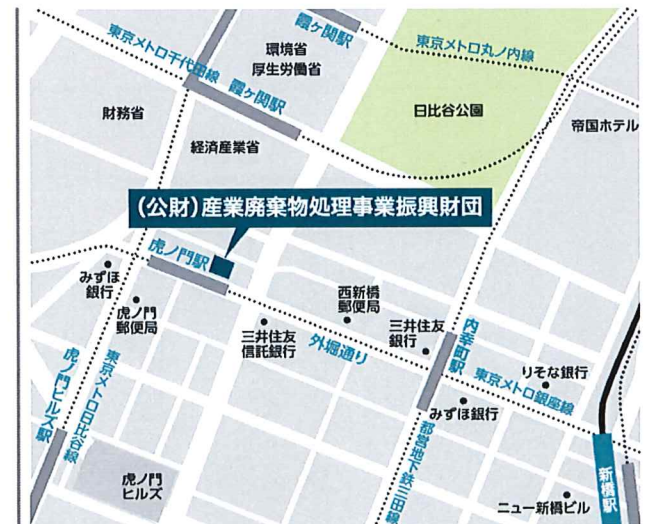 霞ヶ関駅
東京メトロ千代田線
環境省
厚生労働省
東京メトロ丸ノ内線
霞ヶ関駅
財務省
日比谷公園
帝国ホテル
経済産業省
(公財)産業廃棄物処理事業振興財団
虎ノ門駅
みずほ
銀行
虎ノ門
郵便局
西新橋
郵便局
三井住友
信託銀行
外堀通り
三井住友
銀行
内幸町駅
りそな銀行
東京メトロ銀座線
みずほ銀行
虎ノ門ヒルズ駅
東京メトロ日比谷線
都営地下鉄三田線
虎ノ門
ヒルズ
新橋駅
ニュー新橋ビル